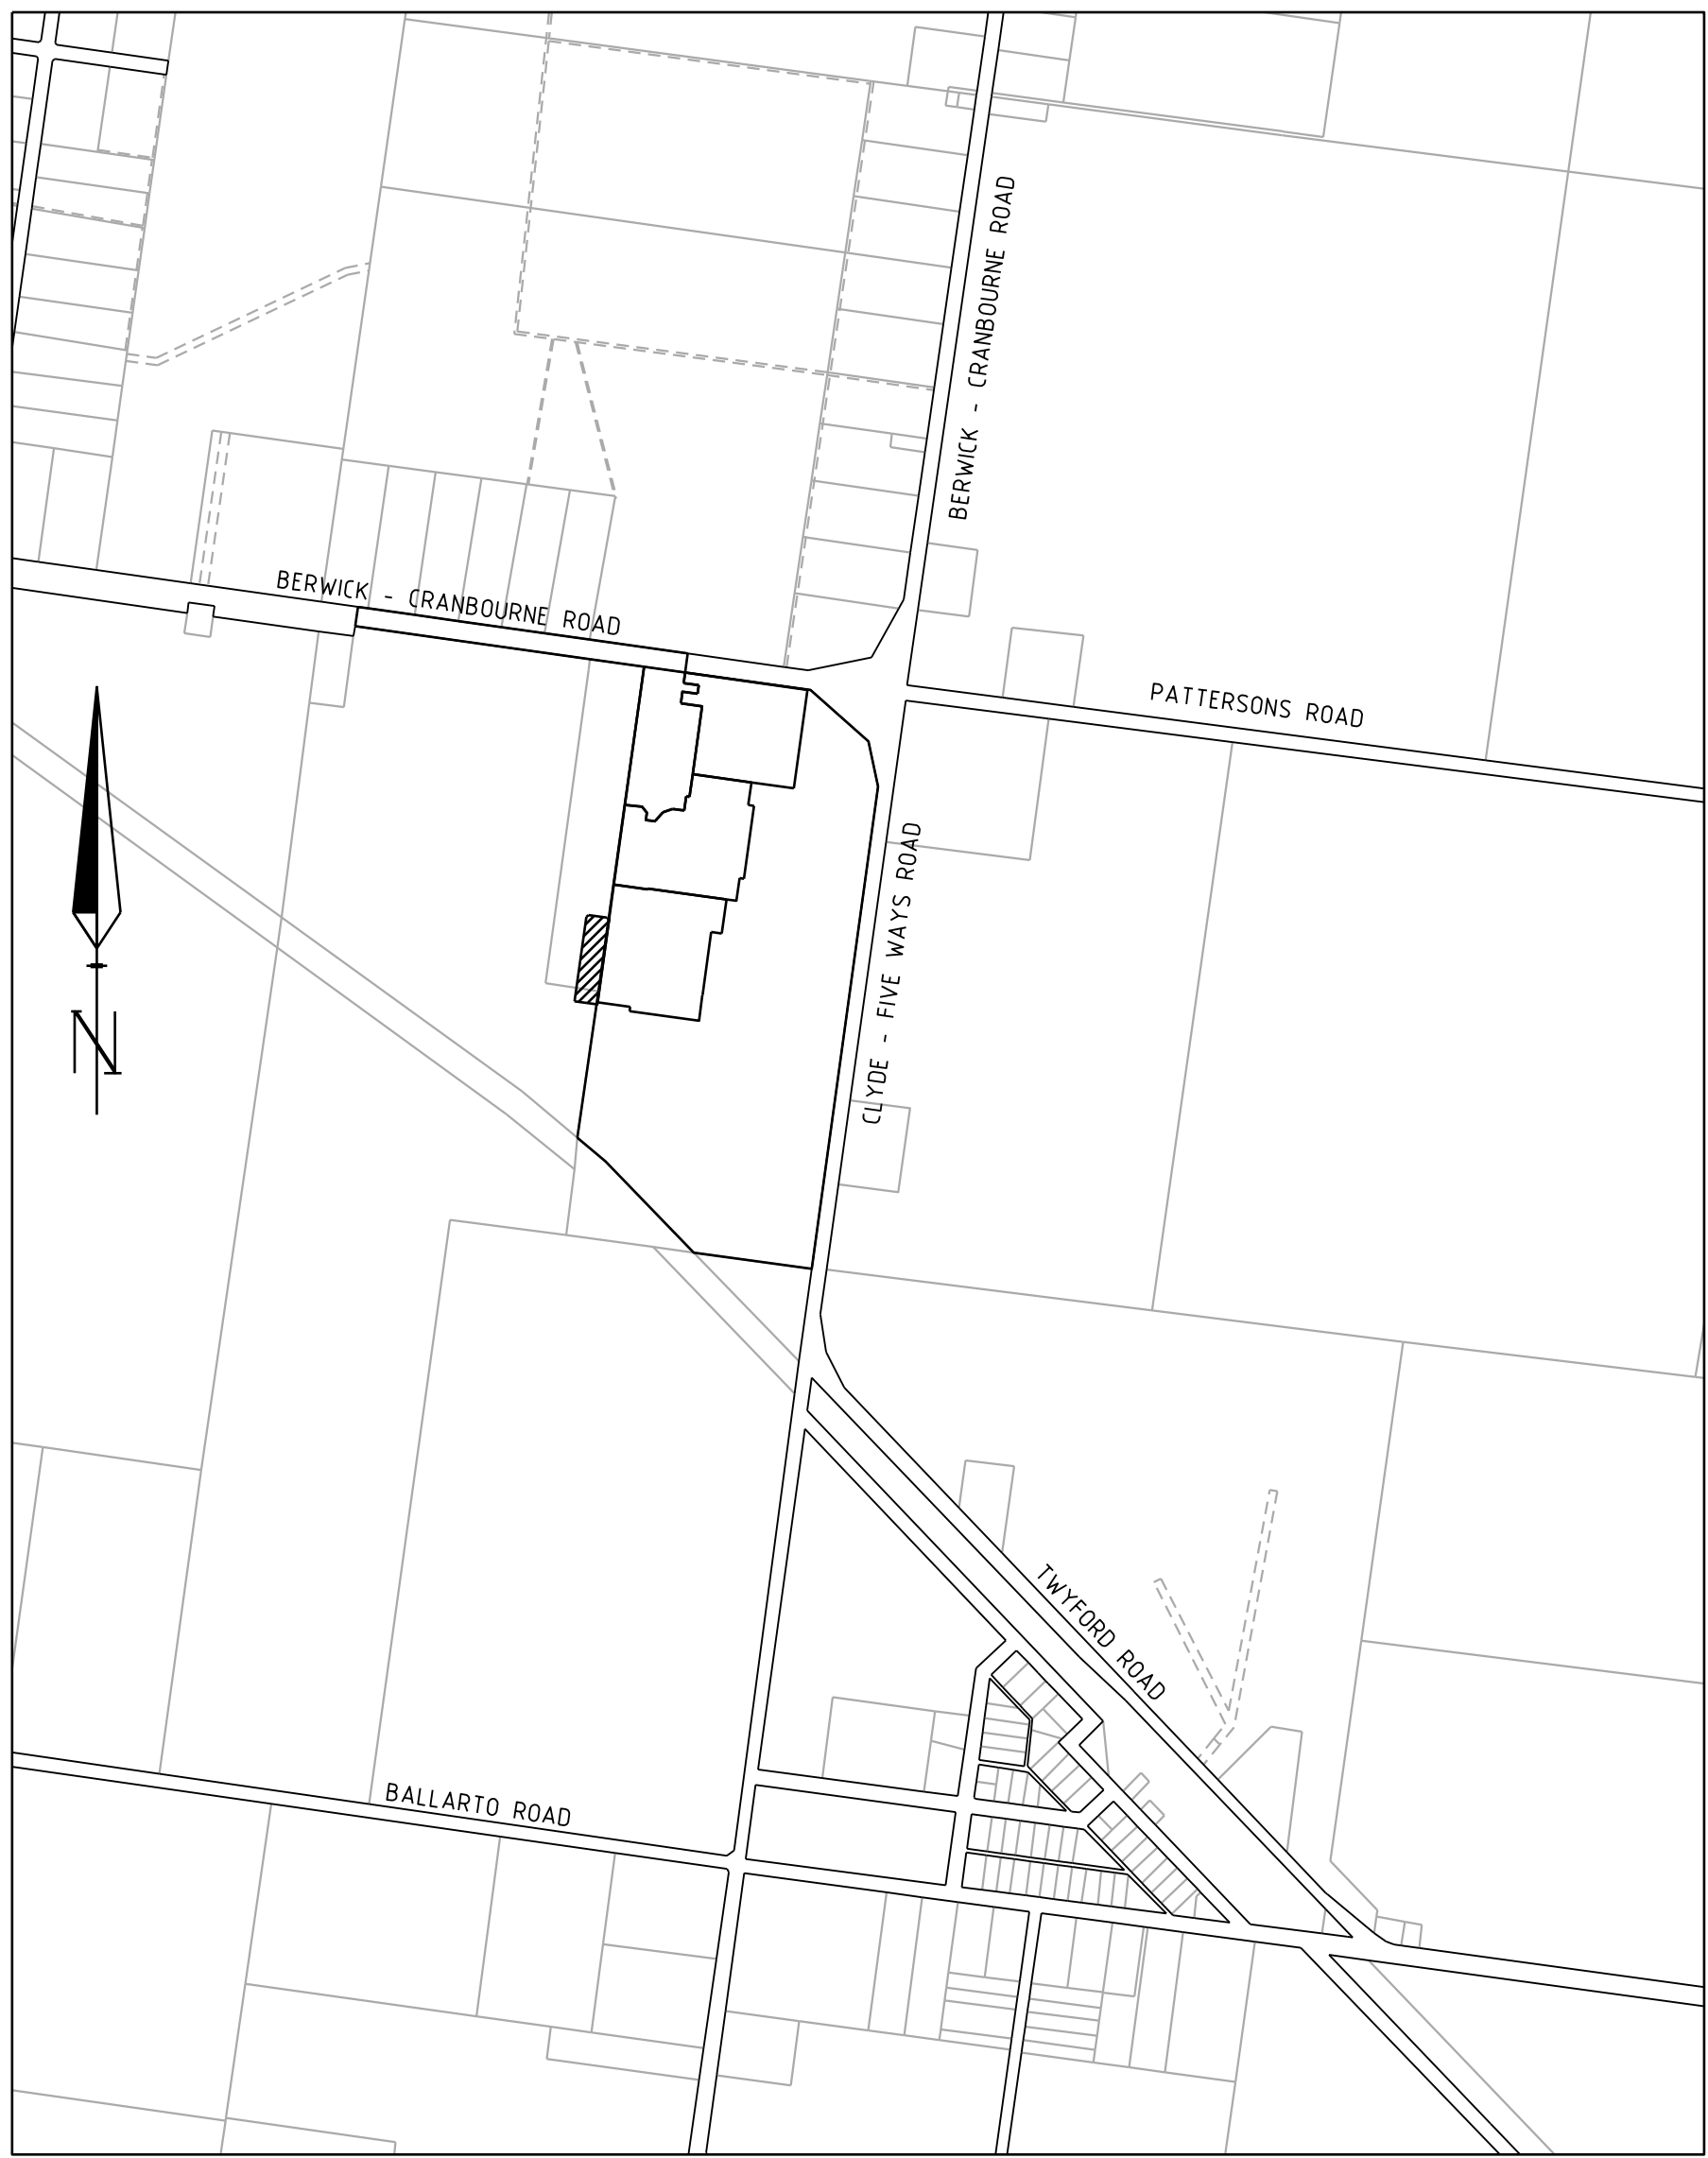 BERWICK - CRANBOURNE ROAD
BERWICK - CRANBOURNE ROAD
PATTERSONS ROAD
CLYDE - FIVE WAYS ROAD
N
TWYFORD ROAD
BALLARTO ROAD